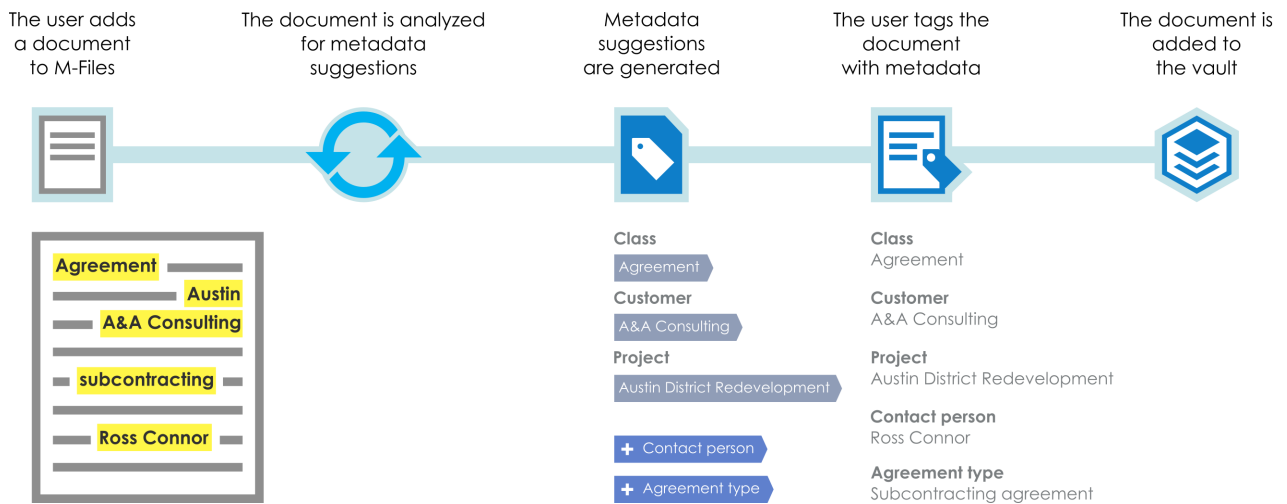 The user adds
a document
to M-Files
The document is analyzed
for metadata
suggestions
Metadata
suggestions
are generated
The user tags the
document
with metadata
The document is
added to
the vault
Agreement
Austin
A&A Consulting
subcontracting
Ross Connor
Class
Agreement
Customer
A&A Consulting
Project
Austin District Redevelopment
+ Contact person
+ Agreement type
Class
Agreement
Customer
A&A Consulting
Project
Austin District Redevelopment
Contact person
Ross Connor
Agreement type
Subcontracting agreement